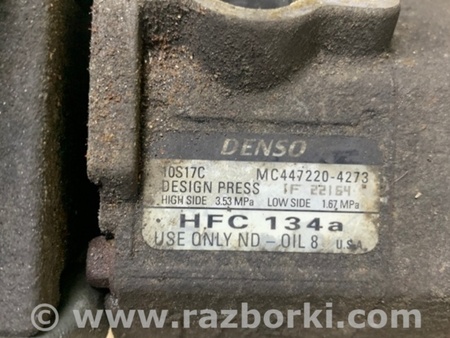 DENSO
10S17C MC447220-4273
DESIGN PRESS 1F 22164
HIGH SIDE 3.53 MPa LOW SIDE 1.67 MPa
HFC 134a
USE ONLY ND-OIL 8 U.S.A.
www.razborki.com